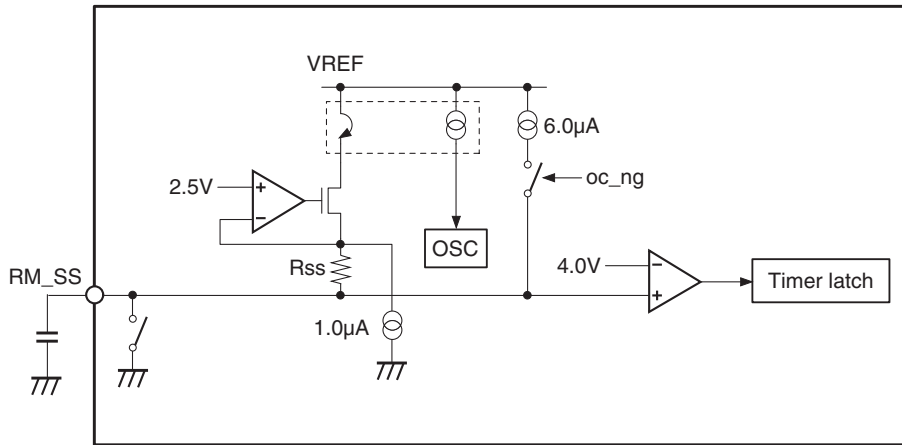 VREF
6.0µA
2.5V
+
−
oc_ng
OSC
RM_SS
Rss
4.0V
−
+
Timer latch
1.0µA